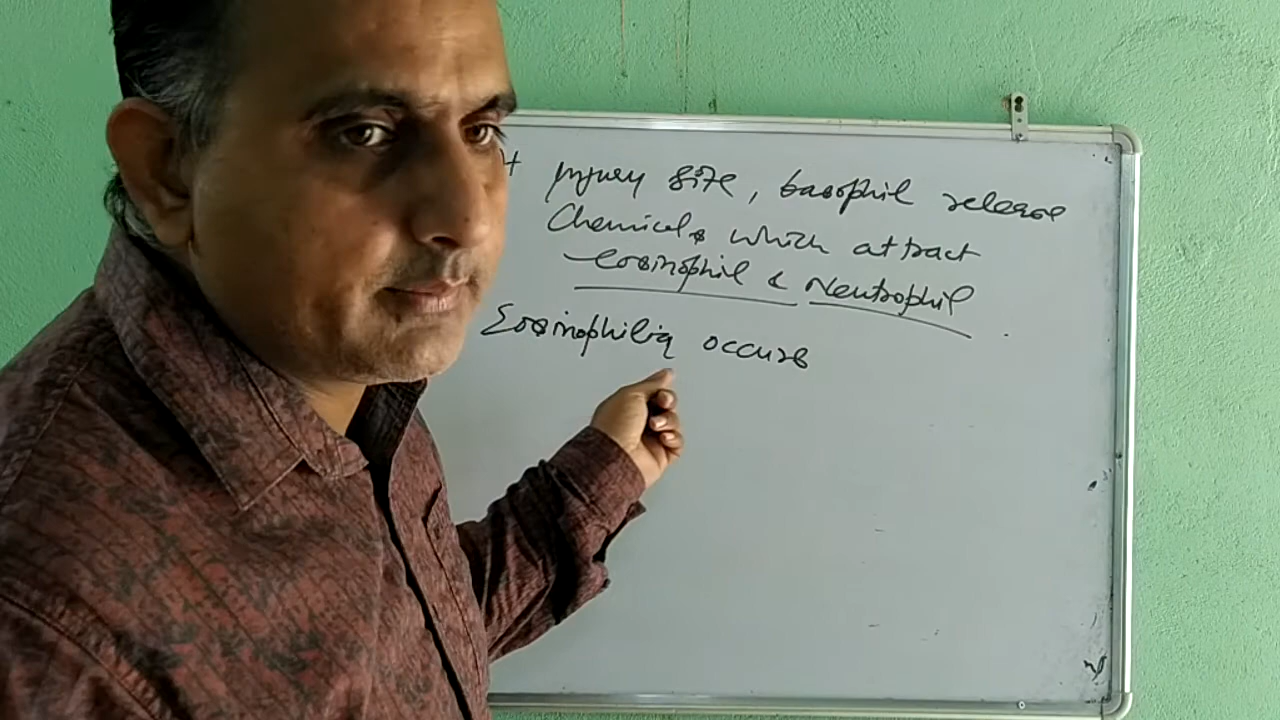 injury site, basophil release
Chemicals which attract
eosinophil & Neutrophil
Eosinophilia occurs